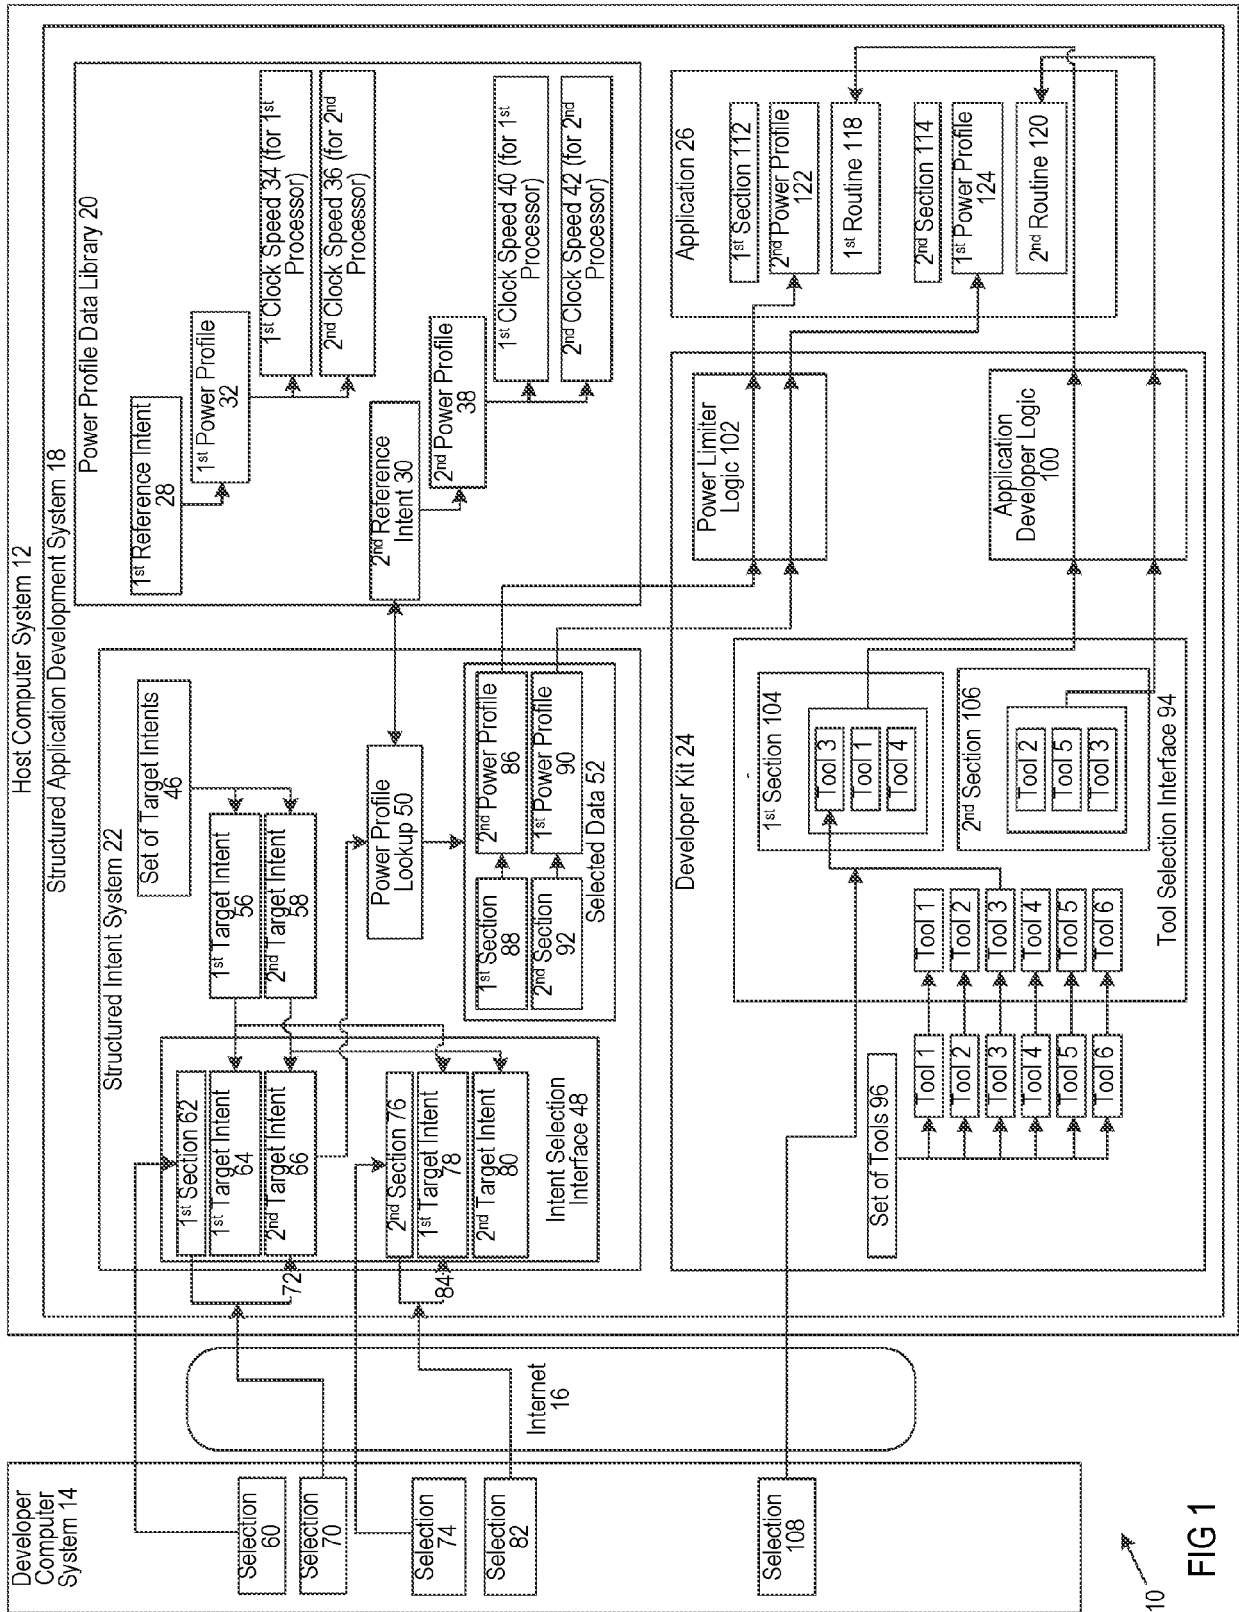 Host Computer System 12
Structured Application Development System 18
Structured Intent System 22
Power Profile Data Library 20
Developer
Computer
System 14
Selection
60
Selection
70
Selection
74
Selection
82
Selection
108
Internet
16
1st Section 62
1st Target Intent
64
2nd Target Intent
66
72
2nd Section 76
1st Target Intent
78
2nd Target Intent
80
84
Intent Selection
Interface 48
Set of Target Intents
46
1st Target Intent
56
2nd Target Intent
58
Power Profile
Lookup 50
1st Section
88
2nd Power Profile
86
2nd Section
92
1st Power Profile
90
Selected Data 52
1st Reference Intent
28
1st Power Profile
32
1st Clock Speed 34 (for 1st
Processor)
2nd Clock Speed 36 (for 2nd
Processor)
2nd Reference
Intent 30
2nd Power Profile
38
1st Clock Speed 40 (for 1st
Processor)
2nd Clock Speed 42 (for 2nd
Processor)
Developer Kit 24
Set of Tools 96
Tool 1
Tool 2
Tool 3
Tool 4
Tool 5
Tool 6
Tool 1
Tool 2
Tool 3
Tool 4
Tool 5
Tool 6
1st Section 104
Tool 3
Tool 1
Tool 4
2nd Section 106
Tool 2
Tool 5
Tool 3
Tool Selection Interface 94
Power Limiter
Logic 102
Application
Developer Logic
100
Application 26
1st Section 112
2nd Power Profile
122
1st Routine 118
2nd Section 114
1st Power Profile
124
2nd Routine 120
10
FIG 1